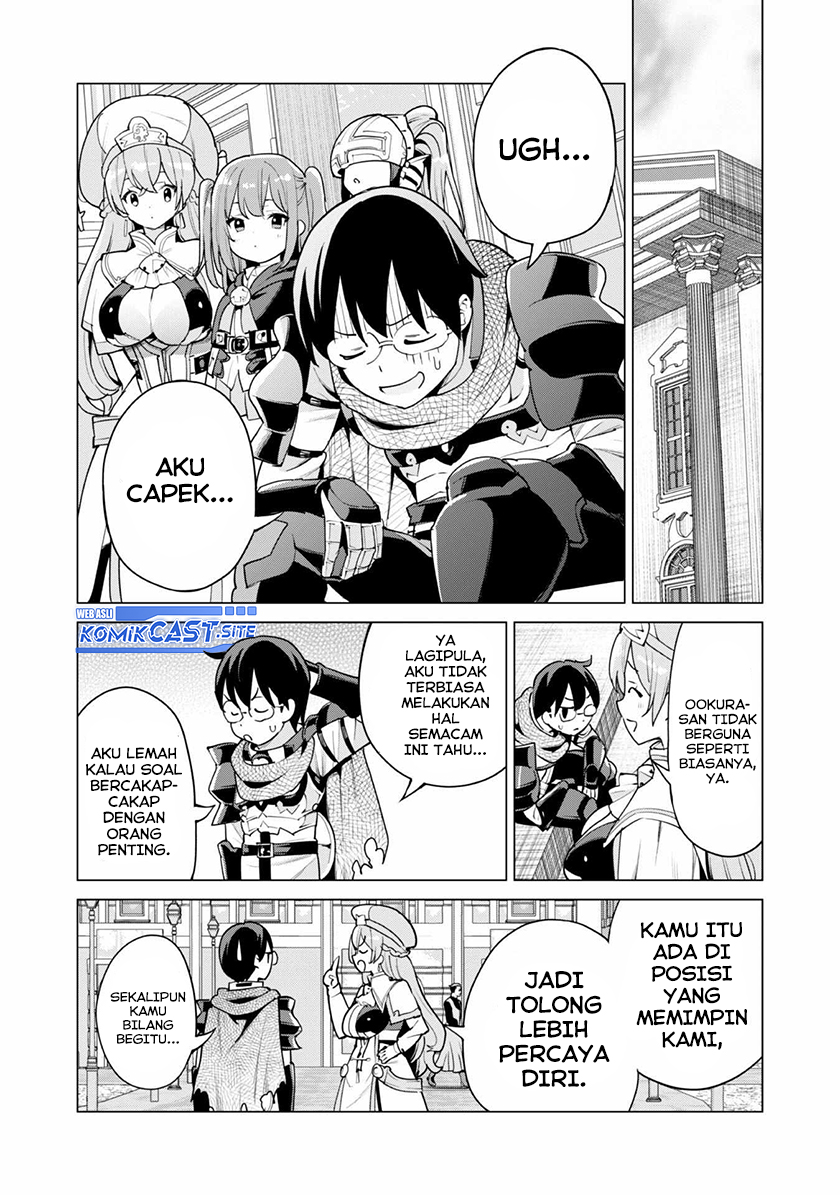 UGH...
AKU
CAPEK...
WEB ASLI
KOMIKCAST.SITE
OOKURA-
SAN TIDAK
BERGUNA
SEPERTI
BIASANYA,
YA.
YA
LAGIPULA,
AKU TIDAK
TERBIASA
MELAKUKAN
HAL
SEMACAM
INI TAHU...
AKU LEMAH
KALAU SOAL
BERCAKAP-
CAKAP
DENGAN
ORANG
PENTING.
KAMU ITU
ADA DI
POSISI
YANG
MEMIMPIN
KAMI,
JADI
TOLONG
LEBIH
PERCAYA
DIRI.
SEKALIPUN
KAMU
BILANG
BEGITU...